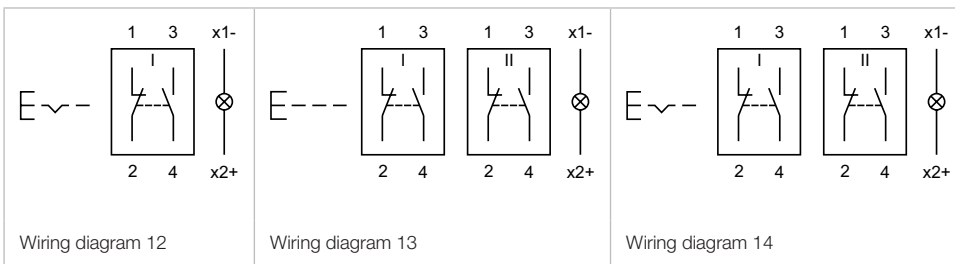 1 3 x1-
I
2 4 x2+
Wiring diagram 12
1 3 1 3 x1-
I II
2 4 2 4 x2+
Wiring diagram 13
1 3 1 3 x1-
I II
2 4 2 4 x2+
Wiring diagram 14